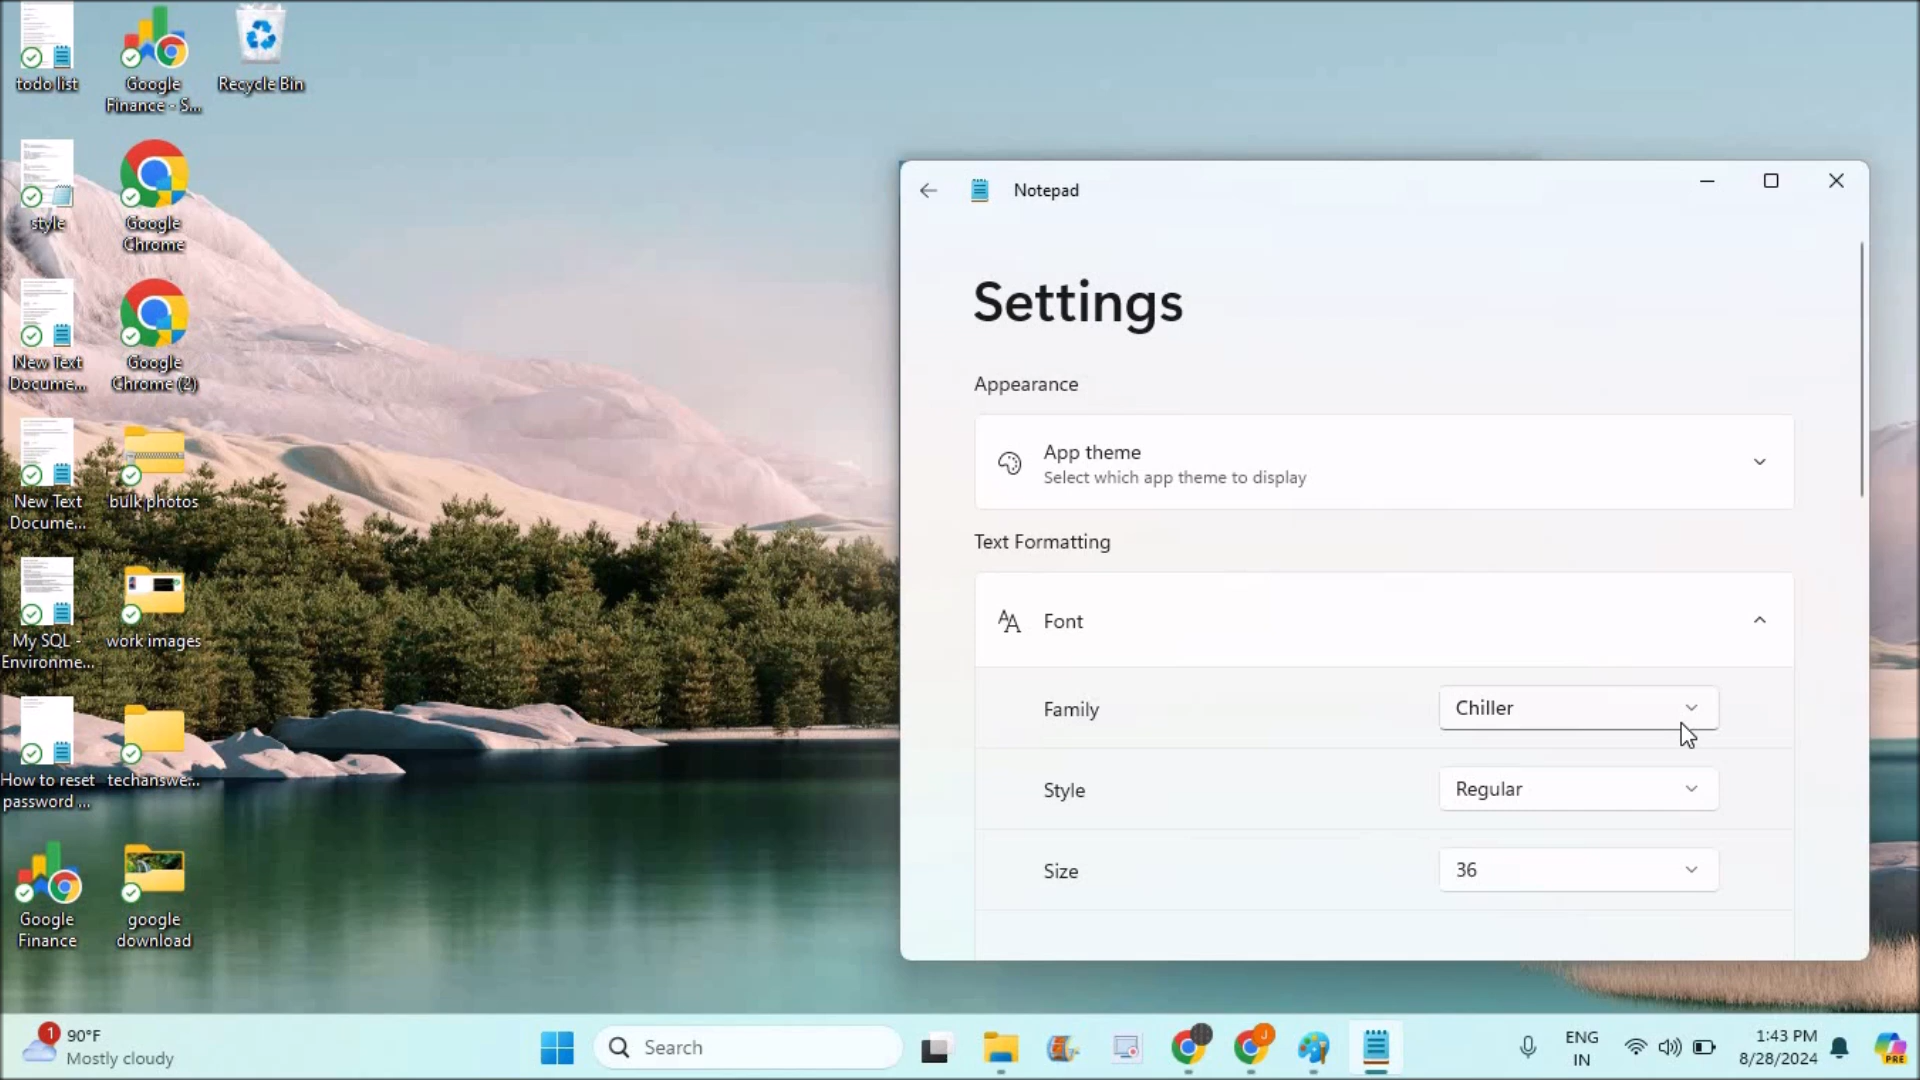 todo list
Google
Finance - S...
Recycle Bin
style
Google
Chrome
New Text
Docume...
Google
Chrome (2)
New Text
Docume...
bulk photos
My SQL -
Environme...
work images
How to reset
password ...
techanswe...
Google
Finance
google
download
Notepad
Settings
Appearance
App theme
Select which app theme to display
Text Formatting
Font
Family
Chiller
Style
Regular
Size
36
1
90°F
Mostly cloudy
Search
J
ENG
IN
1:43 PM
8/28/2024
PRE